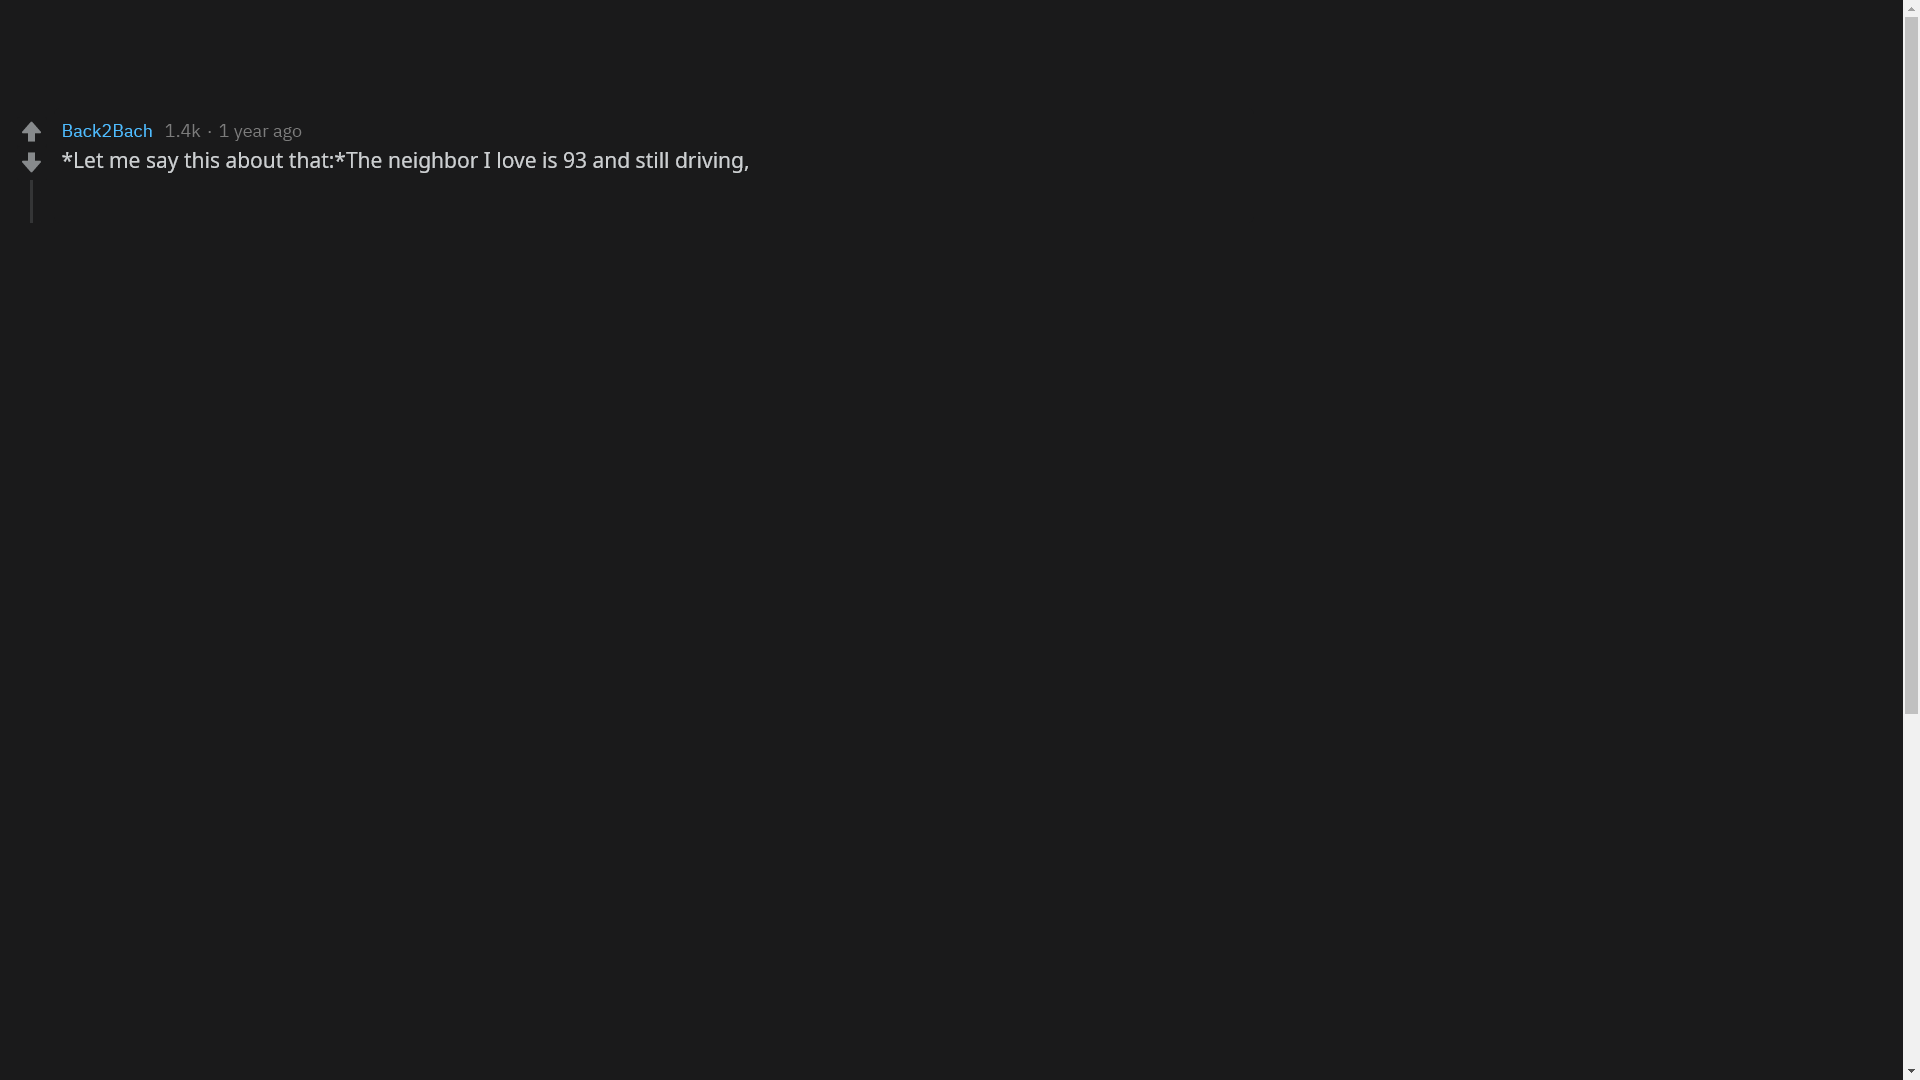 Back2Bach 1.4k · 1 year ago
*Let me say this about that:*The neighbor I love is 93 and still driving,